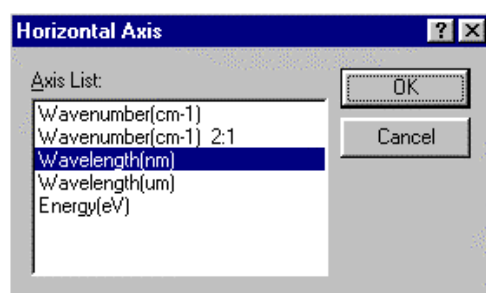 Horizontal Axis
Axis List:
Wavenumber(cm-1)
Wavenumber(cm-1) 2:1
Wavelength(nm)
Wavelength(um)
Energy(eV)
OK
Cancel